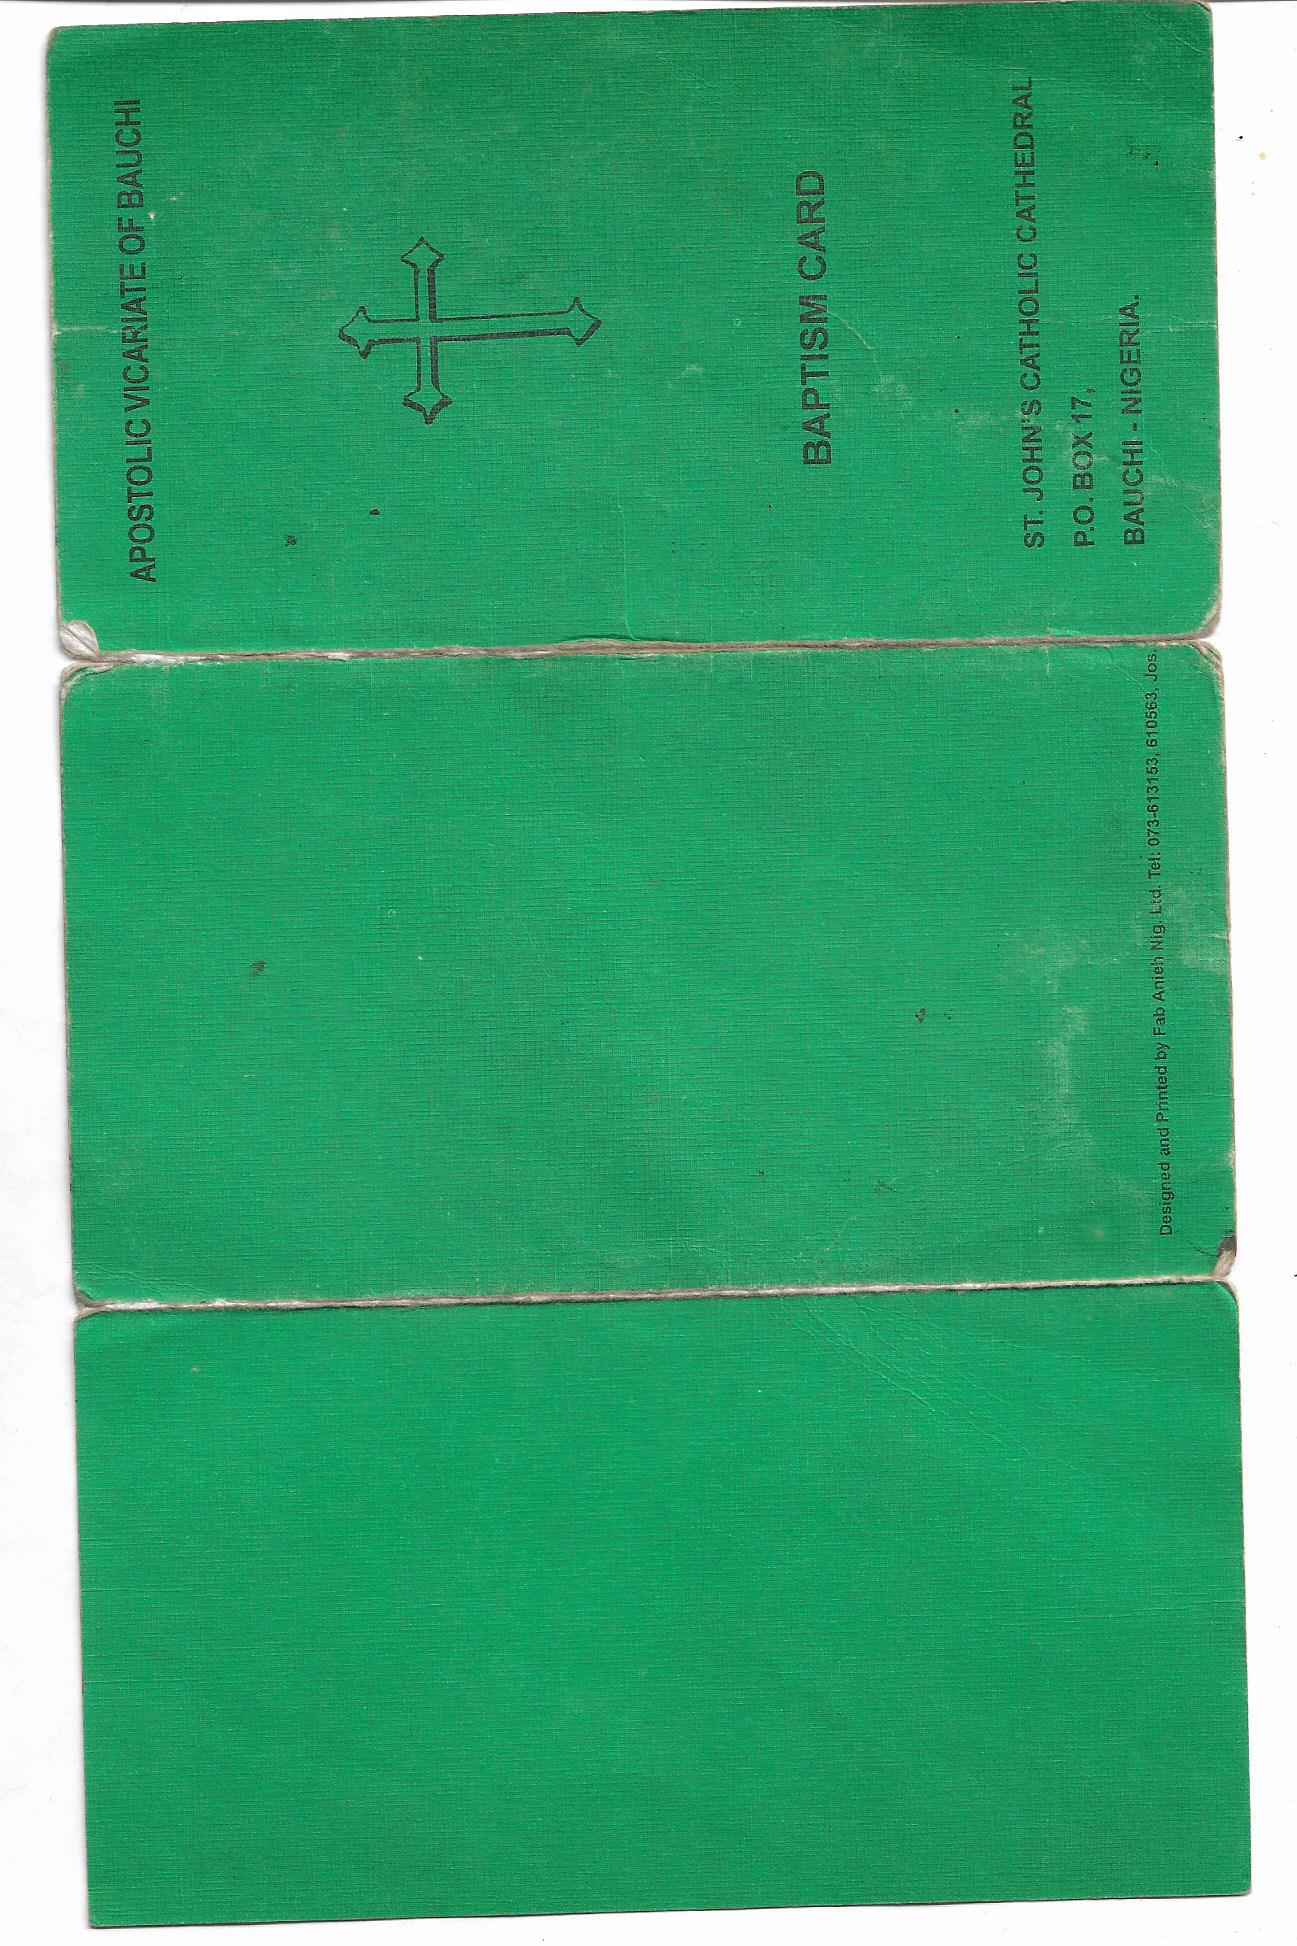 APOSTOLIC VICARIATE OF BAUCHI
BAPTISM CARD
ST. JOHN'S CATHOLIC CATHEDRAL
P.O. BOX 17,
BAUCHI - NIGERIA.
Designed and Printed by Fab Anieh Nig. Ltd. Tel: 073-613153, 610563, Jos.